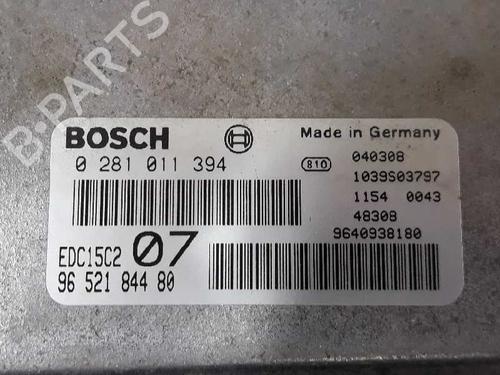 B-PARTS
BOSCH
Made in Germany
0 281 011 394
810
040308
1039S03797
1154 0043
48308
9640938180
EDC15C2 07
96 521 844 80